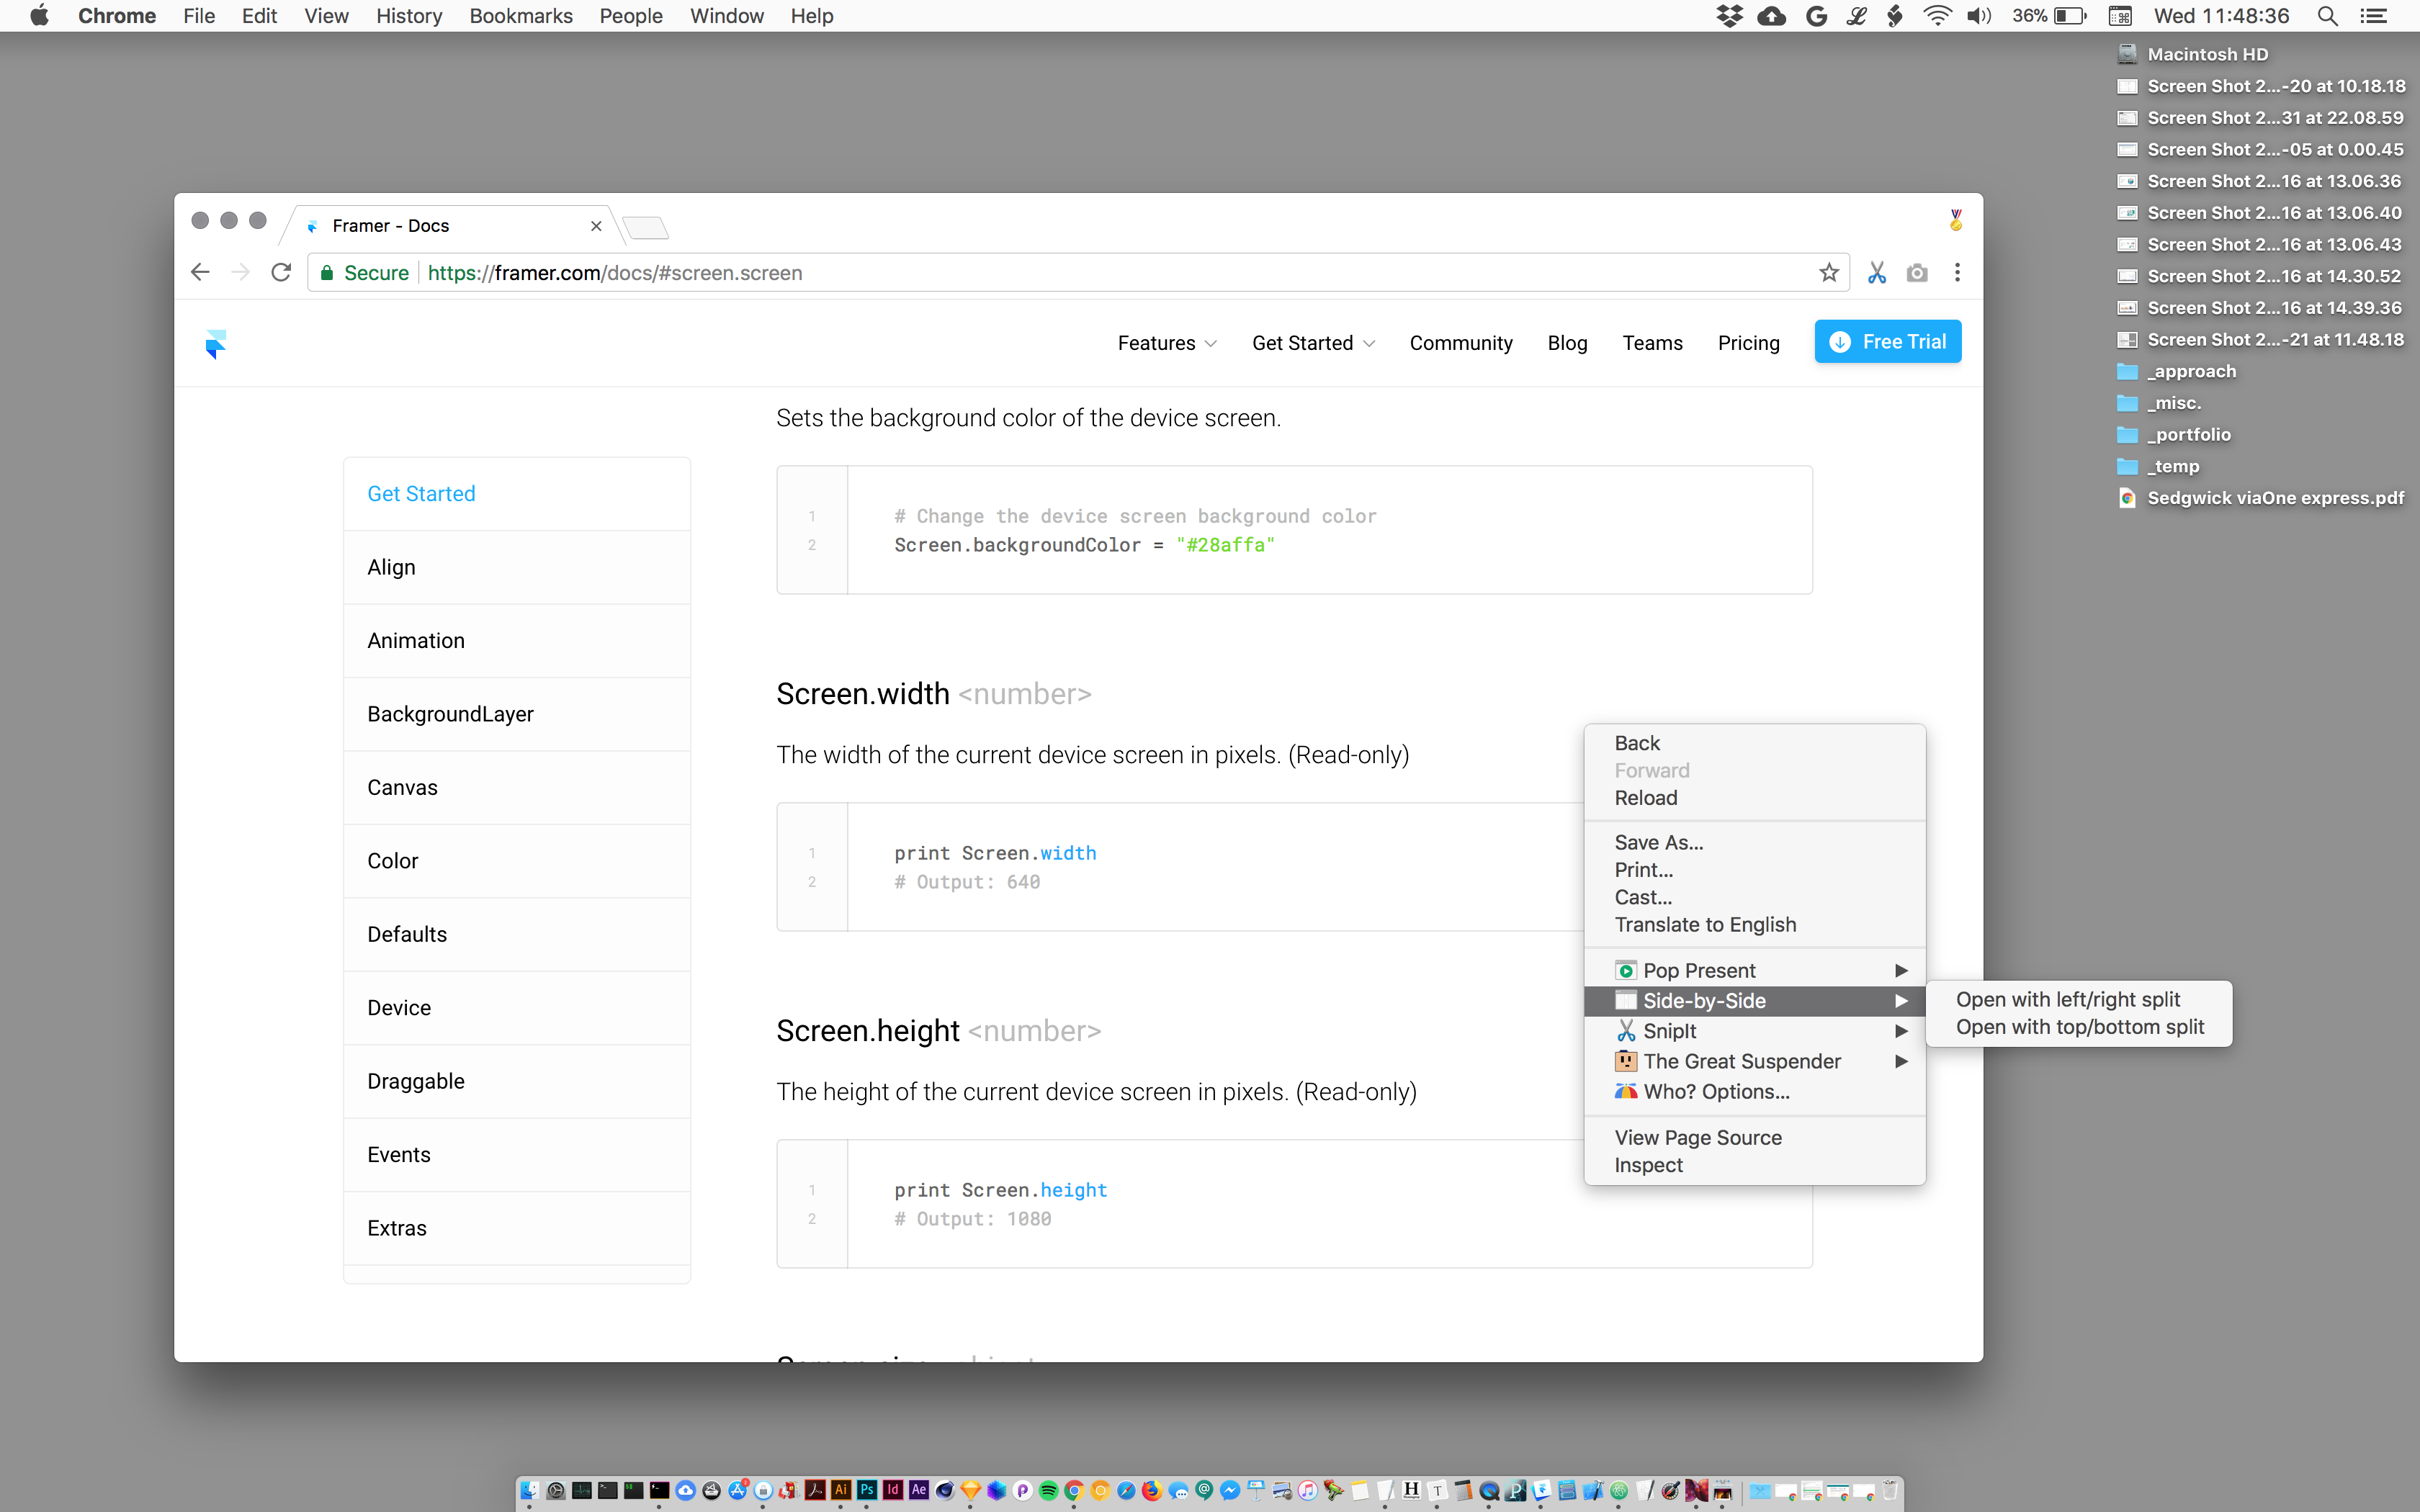 Chrome File Edit View History Bookmarks People Window Help 36% Wed 11:48:36
Macintosh HD
Screen Shot 2...-20 at 10.18.18
Screen Shot 2...31 at 22.08.59
Screen Shot 2...-05 at 0.00.45
Screen Shot 2...16 at 13.06.36
Screen Shot 2...16 at 13.06.40
Screen Shot 2...16 at 13.06.43
Screen Shot 2...16 at 14.30.52
Screen Shot 2...16 at 14.39.36
Screen Shot 2...-21 at 11.48.18
_approach
_misc.
_portfolio
_temp
Sedgwick viaOne express.pdf
Framer - Docs
Secure https://framer.com/docs/#screen.screen
Features Get Started Community Blog Teams Pricing Free Trial
Get Started
Align
Animation
BackgroundLayer
Canvas
Color
Defaults
Device
Draggable
Events
Extras
Sets the background color of the device screen.
1 # Change the device screen background color
2 Screen.backgroundColor = "#28affa"
Screen.width <number>
The width of the current device screen in pixels. (Read-only)
1 print Screen.width
2 # Output: 640
Screen.height <number>
The height of the current device screen in pixels. (Read-only)
1 print Screen.height
2 # Output: 1080
Back
Forward
Reload
Save As...
Print...
Cast...
Translate to English
Pop Present
Side-by-Side
SnipIt
The Great Suspender
Who? Options...
View Page Source
Inspect
Open with left/right split
Open with top/bottom split
Ai Ps Id Ae